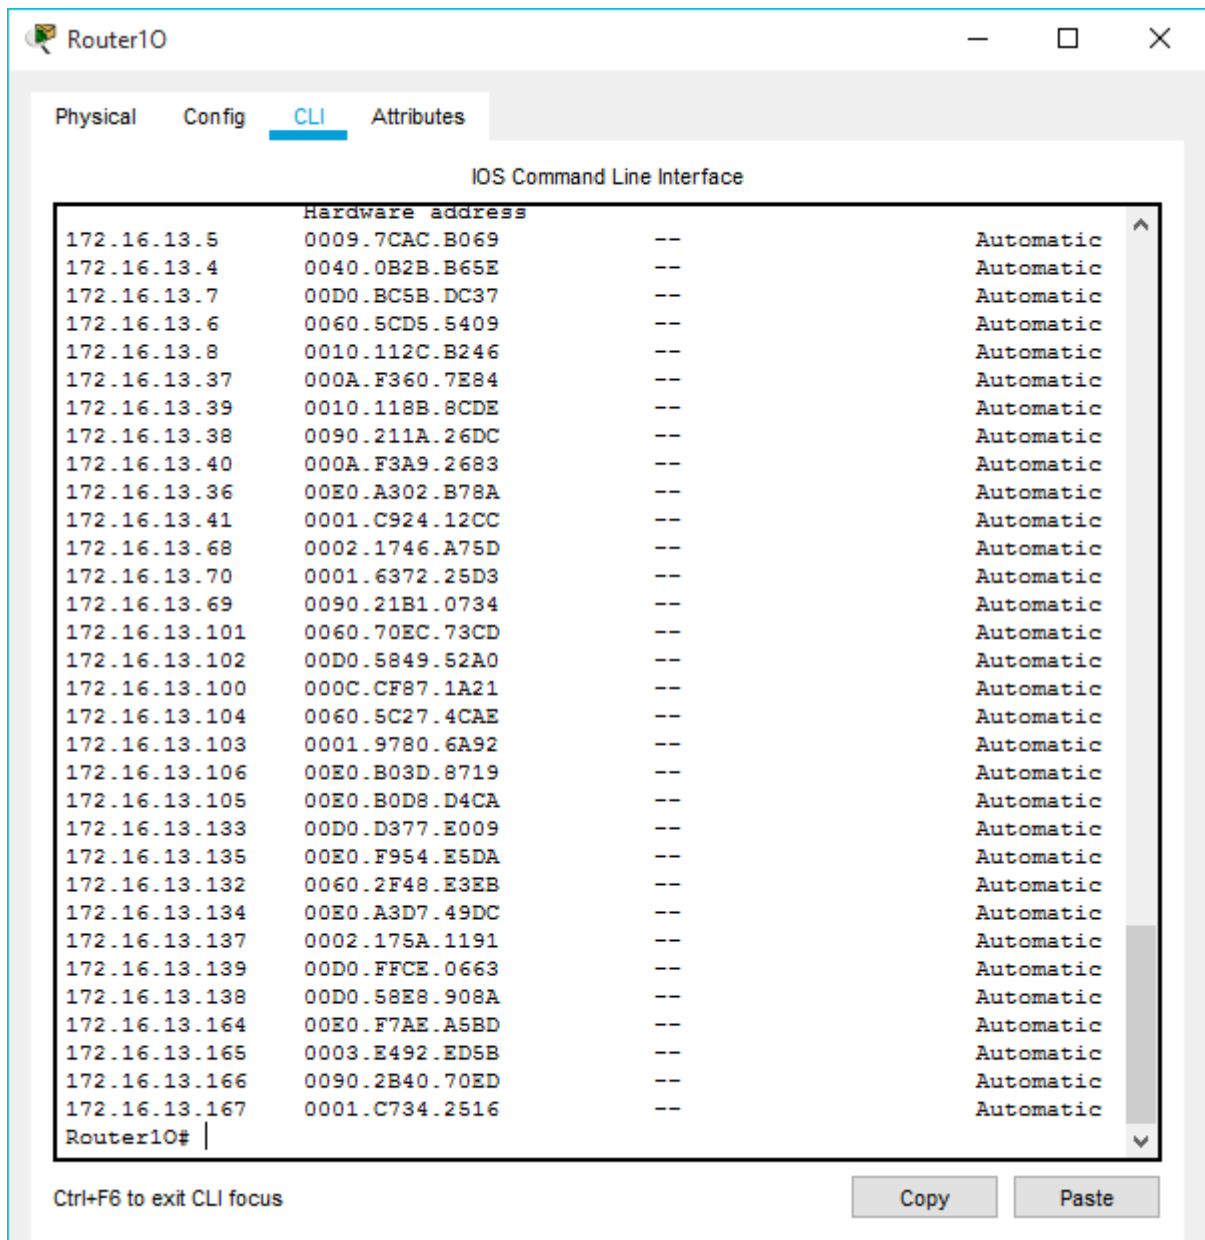 Router1O
Physical Config CLI Attributes
IOS Command Line Interface
Hardware address
172.16.13.5 0009.7CAC.B069 -- Automatic
172.16.13.4 0040.0B2B.B65E -- Automatic
172.16.13.7 00D0.BC5B.DC37 -- Automatic
172.16.13.6 0060.5CD5.5409 -- Automatic
172.16.13.8 0010.112C.B246 -- Automatic
172.16.13.37 000A.F360.7E84 -- Automatic
172.16.13.39 0010.118B.8CDE -- Automatic
172.16.13.38 0090.211A.26DC -- Automatic
172.16.13.40 000A.F3A9.2683 -- Automatic
172.16.13.36 00E0.A302.B78A -- Automatic
172.16.13.41 0001.C924.12CC -- Automatic
172.16.13.68 0002.1746.A75D -- Automatic
172.16.13.70 0001.6372.25D3 -- Automatic
172.16.13.69 0090.21B1.0734 -- Automatic
172.16.13.101 0060.70EC.73CD -- Automatic
172.16.13.102 00D0.5849.52A0 -- Automatic
172.16.13.100 000C.CF87.1A21 -- Automatic
172.16.13.104 0060.5C27.4CAE -- Automatic
172.16.13.103 0001.9780.6A92 -- Automatic
172.16.13.106 00E0.B03D.8719 -- Automatic
172.16.13.105 00E0.B0D8.D4CA -- Automatic
172.16.13.133 00D0.D377.E009 -- Automatic
172.16.13.135 00E0.F954.E5DA -- Automatic
172.16.13.132 0060.2F48.E3EB -- Automatic
172.16.13.134 00E0.A3D7.49DC -- Automatic
172.16.13.137 0002.175A.1191 -- Automatic
172.16.13.139 00D0.FFCE.0663 -- Automatic
172.16.13.138 00D0.58E8.908A -- Automatic
172.16.13.164 00E0.F7AE.A5BD -- Automatic
172.16.13.165 0003.E492.ED5B -- Automatic
172.16.13.166 0090.2B40.70ED -- Automatic
172.16.13.167 0001.C734.2516 -- Automatic
Router1O#
Ctrl+F6 to exit CLI focus Copy Paste